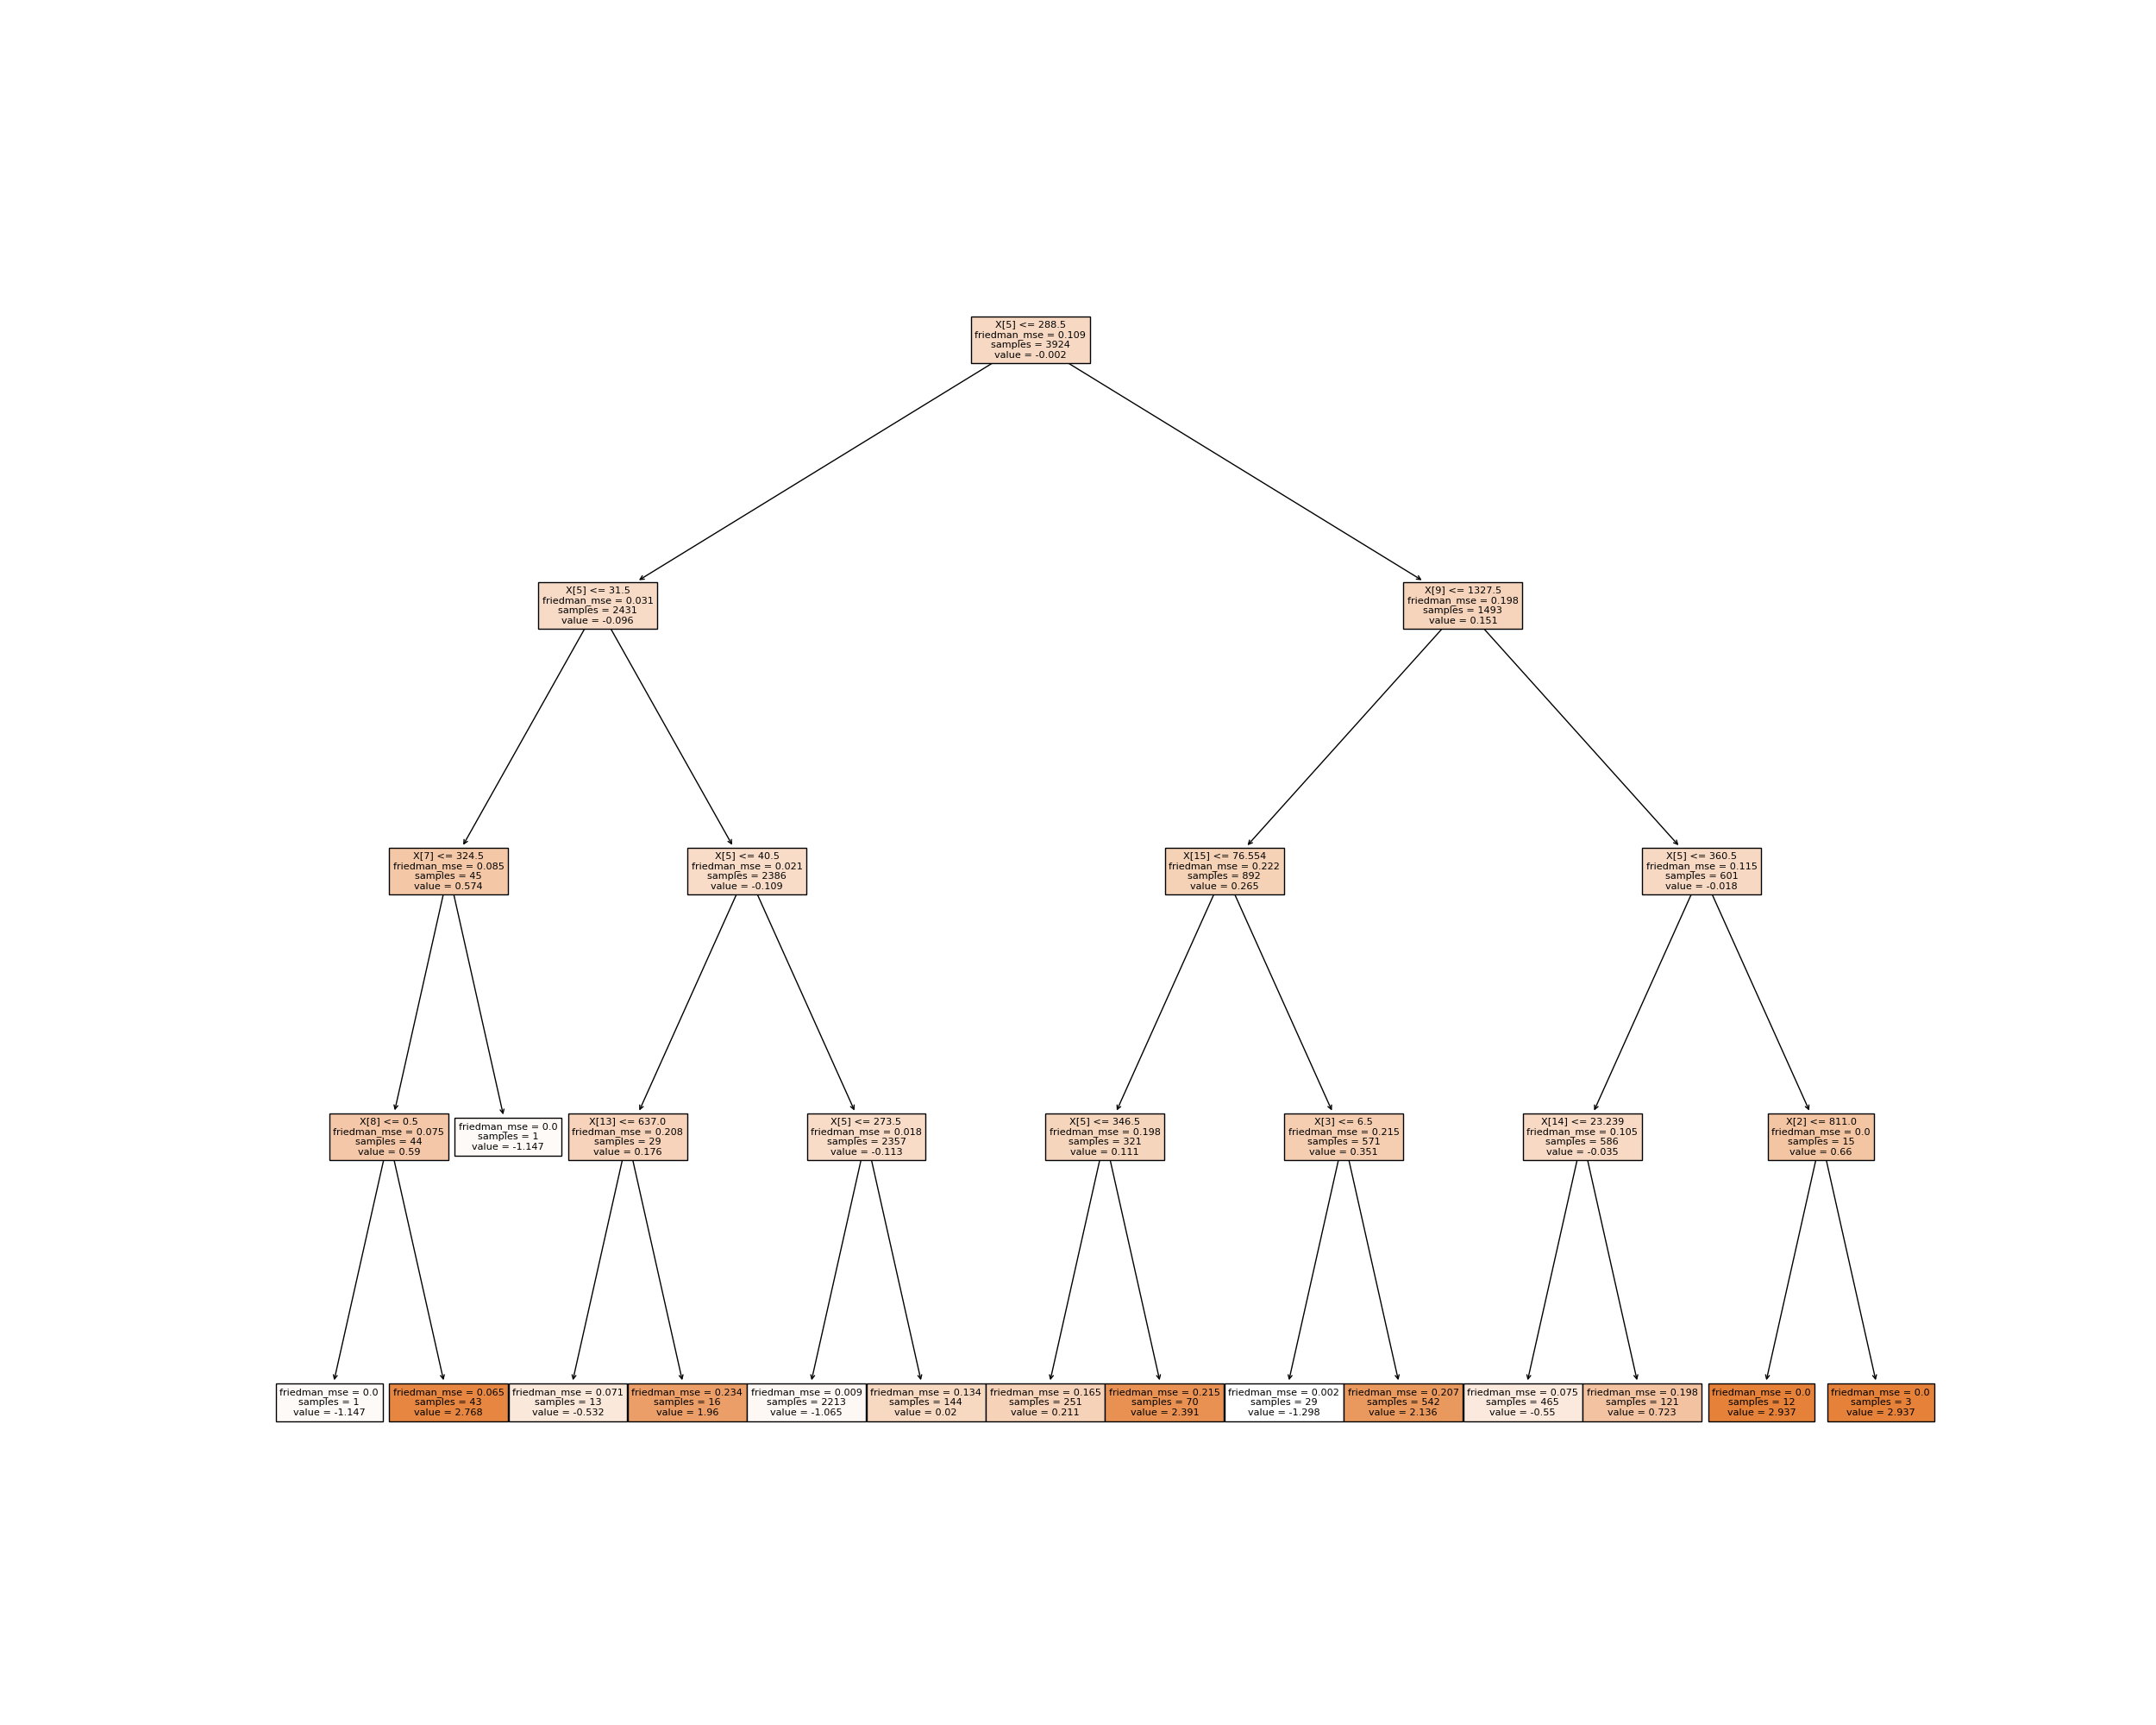 X[5] <= 288.5
friedman_mse = 0.109
samples = 3924
value = -0.002
X[5] <= 31.5
friedman_mse = 0.031
samples = 2431
value = -0.096
X[9] <= 1327.5
friedman_mse = 0.198
samples = 1493
value = 0.151
X[7] <= 324.5
friedman_mse = 0.085
samples = 45
value = 0.574
X[5] <= 40.5
friedman_mse = 0.021
samples = 2386
value = -0.109
X[15] <= 76.554
friedman_mse = 0.222
samples = 892
value = 0.265
X[5] <= 360.5
friedman_mse = 0.115
samples = 601
value = -0.018
X[8] <= 0.5
friedman_mse = 0.075
samples = 44
value = 0.59
friedman_mse = 0.0
samples = 1
value = -1.147
X[13] <= 637.0
friedman_mse = 0.208
samples = 29
value = 0.176
X[5] <= 273.5
friedman_mse = 0.018
samples = 2357
value = -0.113
X[5] <= 346.5
friedman_mse = 0.198
samples = 321
value = 0.111
X[3] <= 6.5
friedman_mse = 0.215
samples = 571
value = 0.351
X[14] <= 23.239
friedman_mse = 0.105
samples = 586
value = -0.035
X[2] <= 811.0
friedman_mse = 0.0
samples = 15
value = 0.66
friedman_mse = 0.0
samples = 1
value = -1.147
friedman_mse = 0.065
samples = 43
value = 2.768
friedman_mse = 0.071
samples = 13
value = -0.532
friedman_mse = 0.234
samples = 16
value = 1.96
friedman_mse = 0.009
samples = 2213
value = -1.065
friedman_mse = 0.134
samples = 144
value = 0.02
friedman_mse = 0.165
samples = 251
value = 0.211
friedman_mse = 0.215
samples = 70
value = 2.391
friedman_mse = 0.002
samples = 29
value = -1.298
friedman_mse = 0.207
samples = 542
value = 2.136
friedman_mse = 0.075
samples = 465
value = -0.55
friedman_mse = 0.198
samples = 121
value = 0.723
friedman_mse = 0.0
samples = 12
value = 2.937
friedman_mse = 0.0
samples = 3
value = 2.937